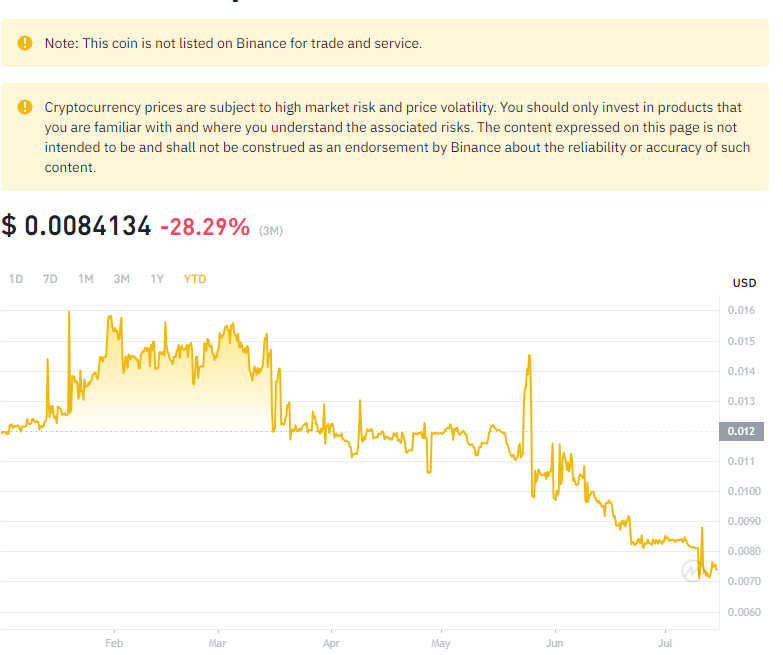 Note: This coin is not listed on Binance for trade and service.
Cryptocurrency prices are subject to high market risk and price volatility. You should only invest in products that
you are familiar with and where you understand the associated risks. The content expressed on this page is not
intended to be and shall not be construed as an endorsement by Binance about the reliability or accuracy of such
content.
$ 0.0084134 -28.29% (3M)
1D 7D 1M 3M 1Y YTD
USD
0.016
0.015
0.014
0.013
0.012
0.011
0.0100
0.0090
0.0080
0.0070
0.0060
Feb Mar Apr May Jun Jul